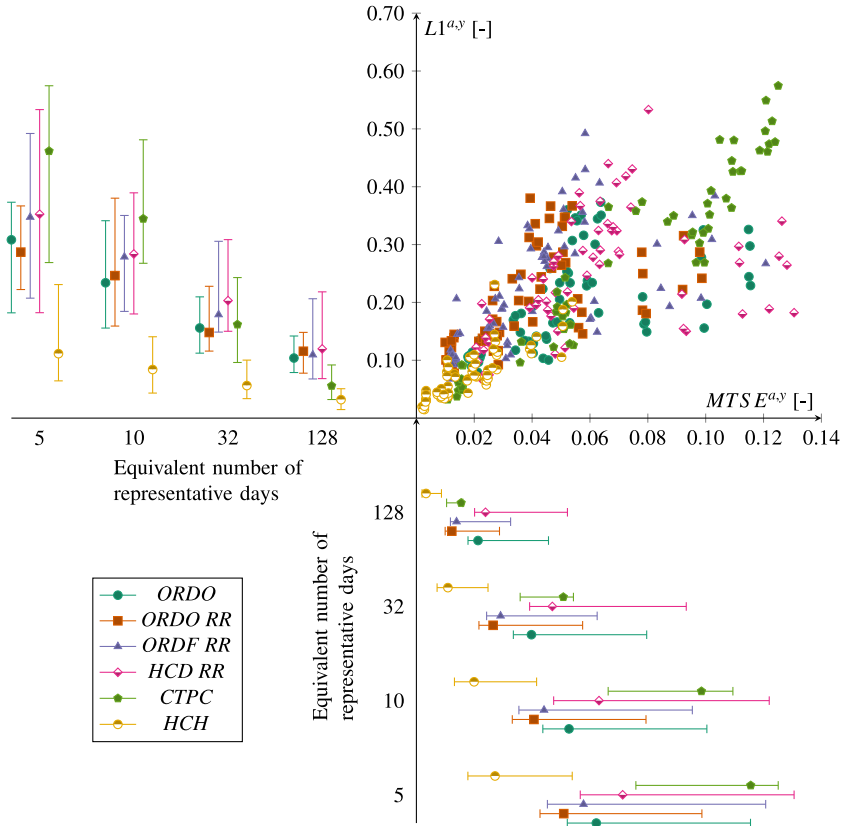 0.70
L1^{a,y} [-]
0.60
0.50
0.40
0.30
0.20
0.10
MTSE^{a,y} [-]
5 10 32 128
0.02 0.04 0.06 0.08 0.10 0.12 0.14
Equivalent number of
representative days
128
32
10
5
Equivalent number of
representative days
ORDO
ORDO RR
ORDF RR
HCD RR
CTPC
HCH